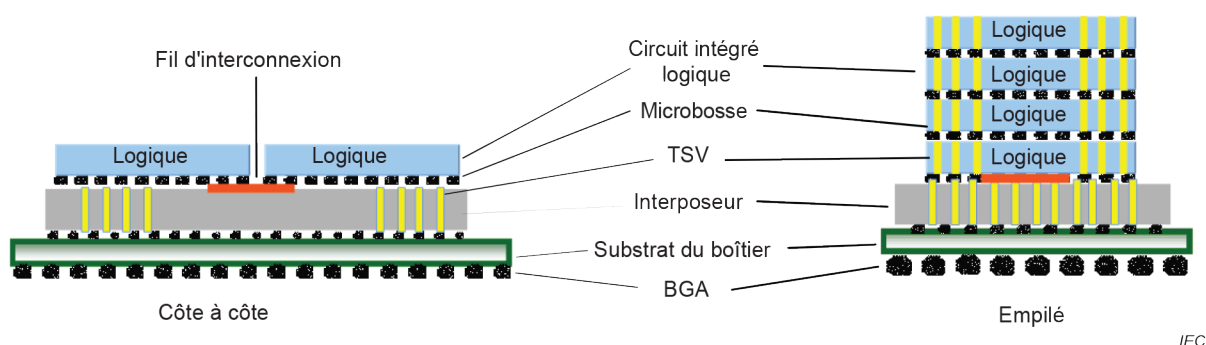 Fil d'interconnexion
Logique
Logique
Côte à côte
Circuit intégré
logique
Microbosse
TSV
Interposeur
Substrat du boîtier
BGA
Logique
Logique
Logique
Logique
Empilé
IEC